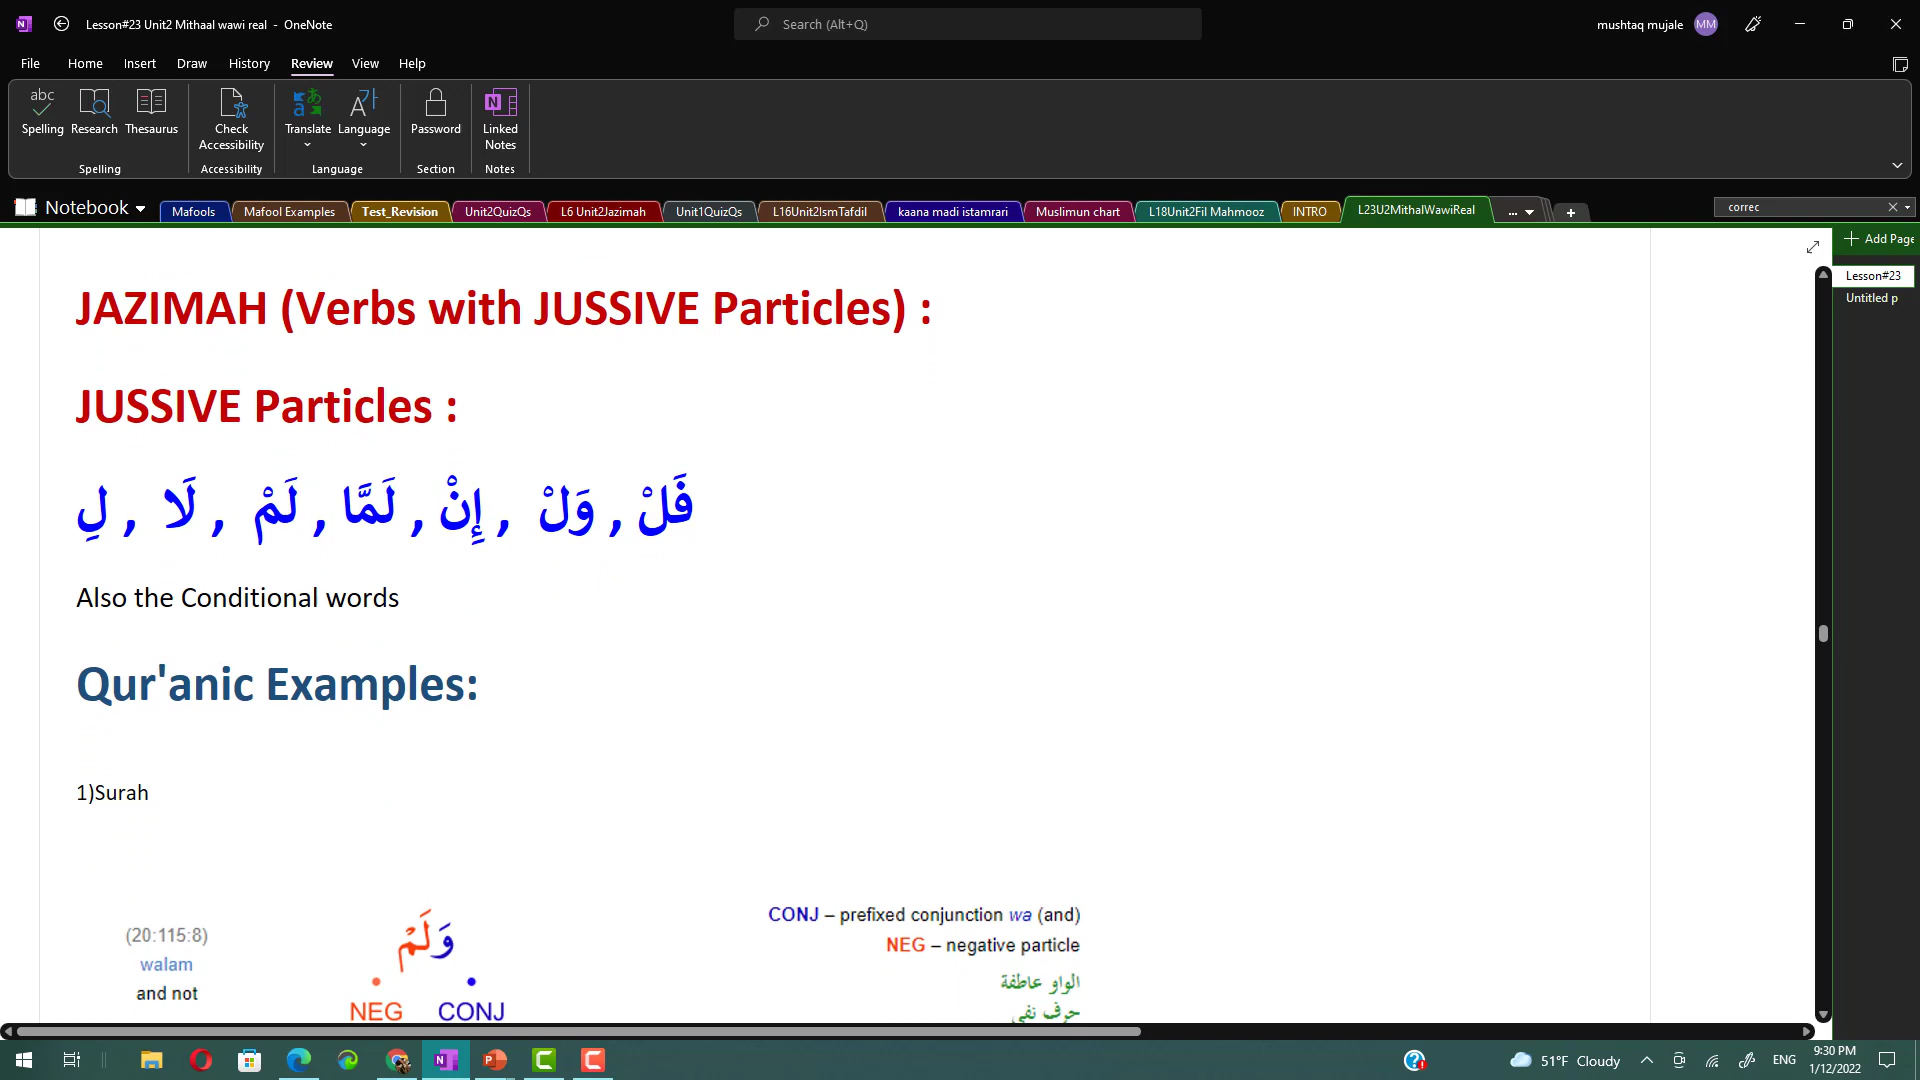 Lesson#23 Unit2 Mithaal wawi real - OneNote
Search (Alt+Q)
mushtaq mujale
MM
File Home Insert Draw History Review View Help
abc
Spelling Research Thesaurus
Check Accessibility
Translate Language
Password
Linked Notes
Spelling Accessibility Language Section Notes
Notebook
Mafools
Mafool Examples
Test_Revision
Unit2QuizQs
L6 Unit2Jazimah
Unit1QuizQs
L16Unit2IsmTafdil
kaana madi istamrari
Muslimun chart
L18Unit2Fil Mahmooz
INTRO
L23U2MithalWawiReal
...
correc
Add Page
Lesson#23
Untitled p
JAZIMAH (Verbs with JUSSIVE Particles) :
JUSSIVE Particles :
فَلْ , وَلْ , إِنْ , لَمَّا , لَمْ , لَا , لِ
Also the Conditional words
Qur'anic Examples:
1)Surah
(20:115:8)
walam
and not
وَلَمْ
NEG CONJ
CONJ – prefixed conjunction wa (and)
NEG – negative particle
الواو عاطفة
حرف نفي
51°F Cloudy
ENG
9:30 PM
1/12/2022